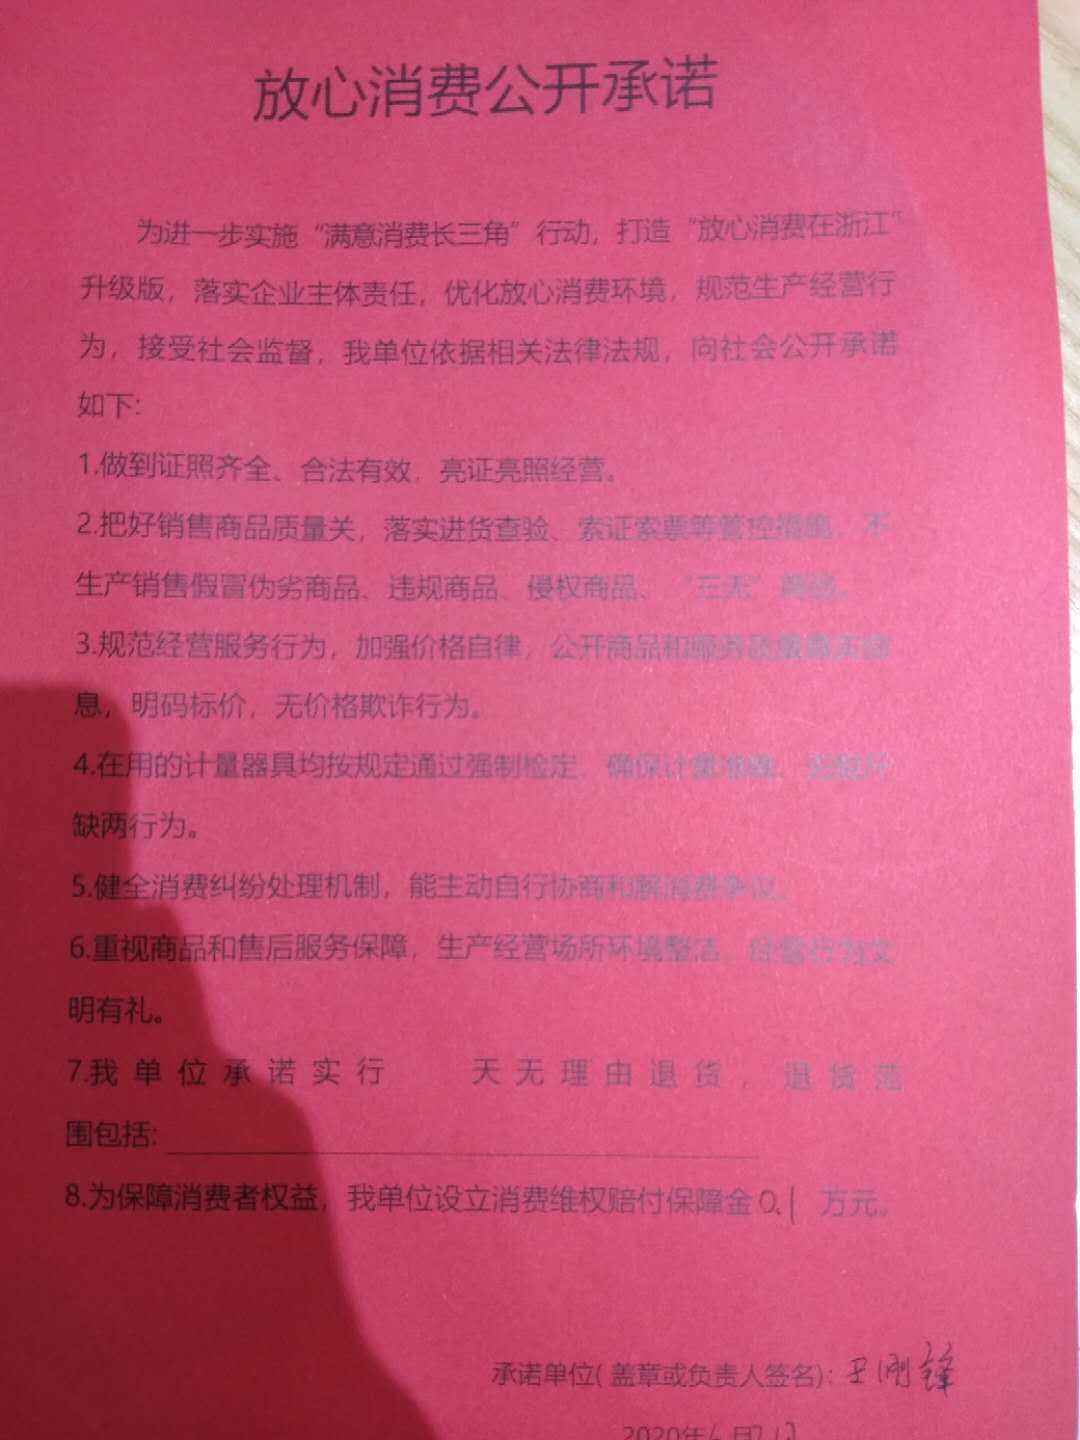 放心消费公开承诺
为进一步实施“满意消费长三角”行动，打造“放心消费在浙江”
升级版，落实企业主体责任，优化放心消费环境，规范生产经营行
为，接受社会监督，我单位依据相关法律法规，向社会公开承诺
如下:
1.做到证照齐全、合法有效，亮证亮照经营。
2.把好销售商品质量关，落实进货查验、索证索票等管控措施，不
生产销售假冒伪劣商品、违规商品、侵权商品、“三无”商品。
3.规范经营服务行为，加强价格自律，公开商品和服务质量真实信
息，明码标价，无价格欺诈行为。
4.在用的计量器具均按规定通过强制检定，确保计量准确，无短斤
缺两行为。
5.健全消费纠纷处理机制，能主动自行协商和解消费争议。
6.重视商品和售后服务保障，生产经营场所环境整洁，经营行为文
明有礼。
7.我单位承诺实行 天无理由退货，退货范
围包括:
8.为保障消费者权益，我单位设立消费维权赔付保障金0.1 万元。
承诺单位(盖章或负责人签名):王刚锋
2020年 月